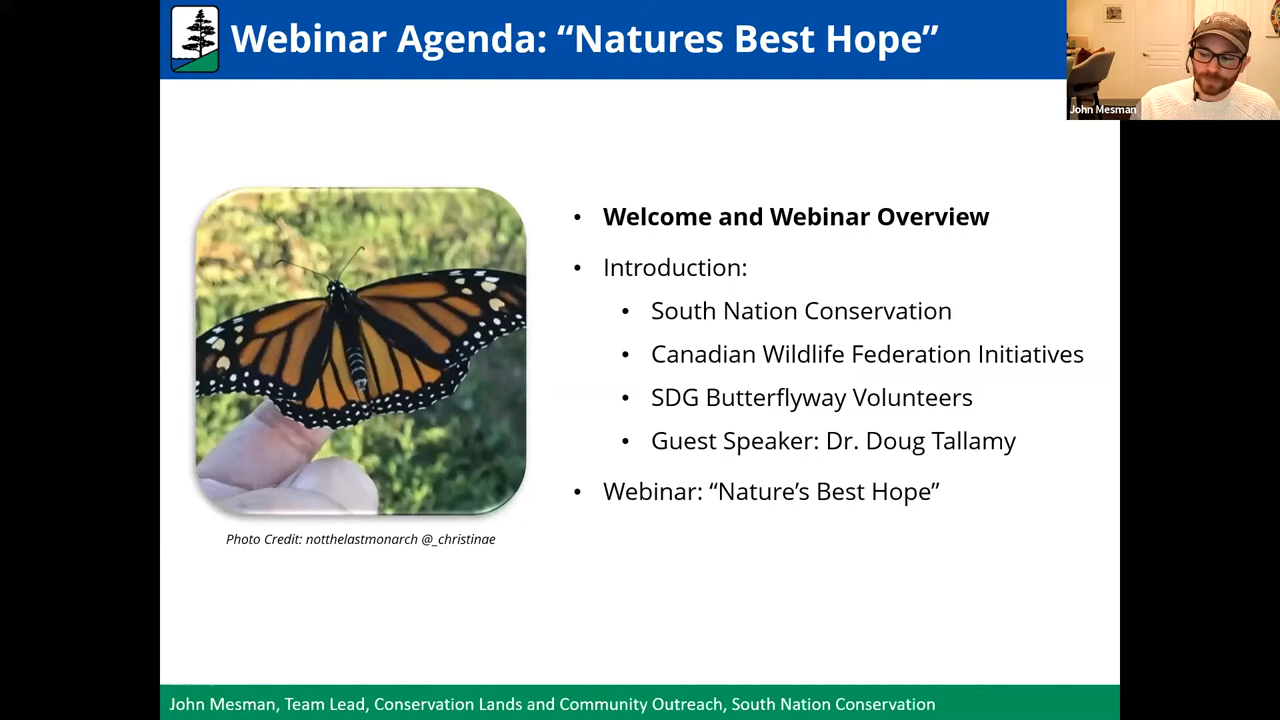 Webinar Agenda: “Natures Best Hope”
John Mesman
• Welcome and Webinar Overview
• Introduction:
• South Nation Conservation
• Canadian Wildlife Federation Initiatives
• SDG Butterflyway Volunteers
• Guest Speaker: Dr. Doug Tallamy
• Webinar: “Nature’s Best Hope”
Photo Credit: notthelastmonarch @_christinae
John Mesman, Team Lead, Conservation Lands and Community Outreach, South Nation Conservation